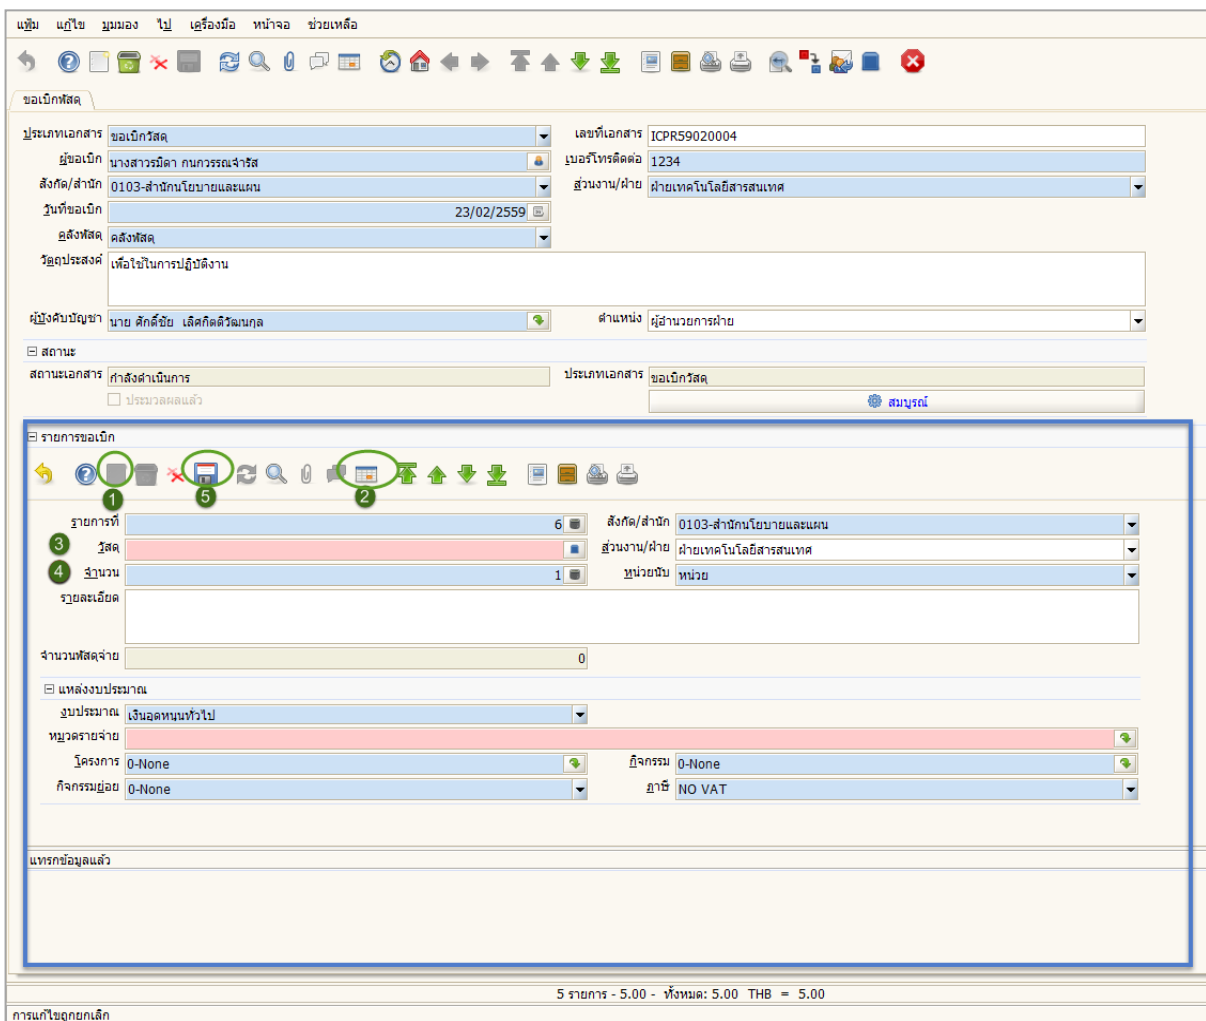 แฟ้ม แก้ไข มุมมอง ไป เครื่องมือ หน้าจอ ช่วยเหลือ
ขอเบิกพัสดุ
ประเภทเอกสาร ขอเบิกวัสดุ เลขที่เอกสาร ICPR59020004
ผู้ขอเบิก นางสาวรมิดา กนกวรรณจำรัส เบอร์โทรติดต่อ 1234
สังกัด/สำนัก 0103-สำนักนโยบายและแผน ส่วนงาน/ฝ่าย ฝ่ายเทคโนโลยีสารสนเทศ
วันที่ขอเบิก 23/02/2559
คลังพัสดุ คลังพัสดุ
วัตถุประสงค์ เพื่อใช้ในการปฏิบัติงาน
ผู้บังคับบัญชา นาย ศักดิ์ชัย เลิศกิตติวัฒนกุล ตำแหน่ง ผู้อำนวยการฝ่าย
สถานะ
สถานะเอกสาร กำลังดำเนินการ ประเภทเอกสาร ขอเบิกวัสดุ
ประมวลผลแล้ว สมบูรณ์
รายการขอเบิก
1 5 2
รายการที่ 6 สังกัด/สำนัก 0103-สำนักนโยบายและแผน
3 วัสดุ ส่วนงาน/ฝ่าย ฝ่ายเทคโนโลยีสารสนเทศ
4 จำนวน 1 หน่วยนับ หน่วย
รายละเอียด
จำนวนพัสดุจ่าย 0
แหล่งงบประมาณ
งบประมาณ เงินอุดหนุนทั่วไป
หมวดรายจ่าย
โครงการ 0-None กิจกรรม 0-None
กิจกรรมย่อย 0-None ภาษี NO VAT
แทรกข้อมูลแล้ว
5 รายการ - 5.00 - ทั้งหมด: 5.00 THB = 5.00
การแก้ไขถูกยกเลิก